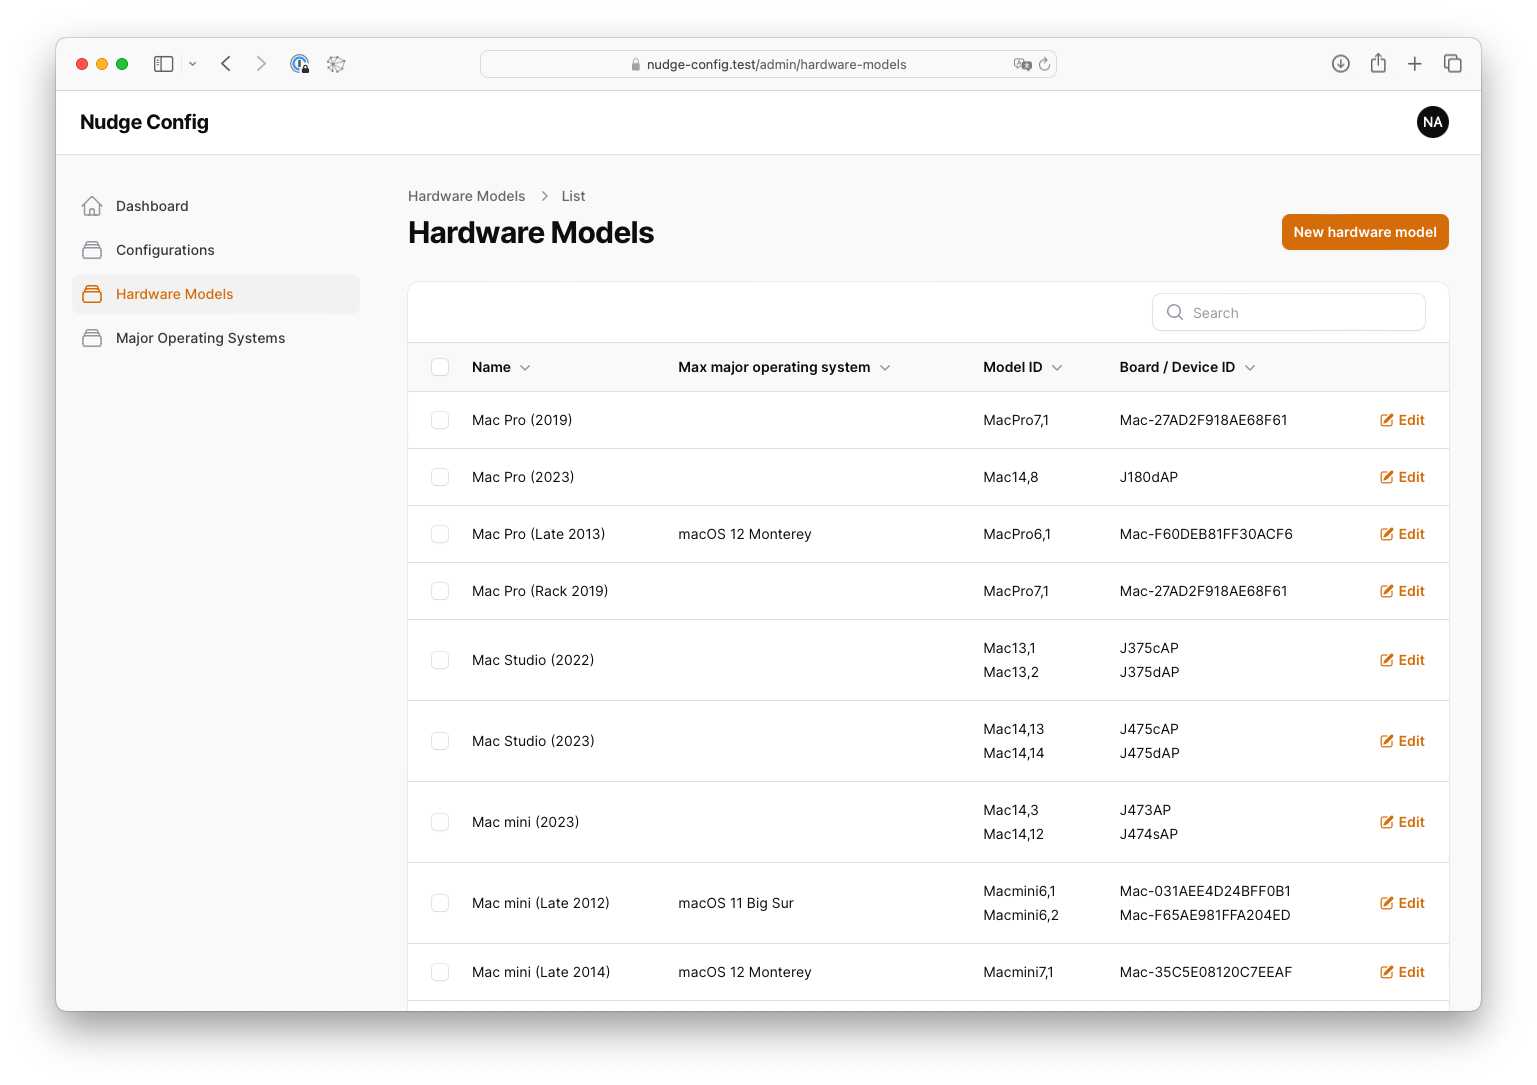 nudge-config.test/admin/hardware-models
Nudge Config
NA
Dashboard
Configurations
Hardware Models
Major Operating Systems
Hardware Models > List
Hardware Models
New hardware model
Search
Name Max major operating system Model ID Board / Device ID
Mac Pro (2019) MacPro7,1 Mac-27AD2F918AE68F61 Edit
Mac Pro (2023) Mac14,8 J180dAP Edit
Mac Pro (Late 2013) macOS 12 Monterey MacPro6,1 Mac-F60DEB81FF30ACF6 Edit
Mac Pro (Rack 2019) MacPro7,1 Mac-27AD2F918AE68F61 Edit
Mac13,1 J375cAP
Mac Studio (2022) Edit
Mac13,2 J375dAP
Mac14,13 J475cAP
Mac Studio (2023) Edit
Mac14,14 J475dAP
Mac14,3 J473AP
Mac mini (2023) Edit
Mac14,12 J474sAP
Macmini6,1 Mac-031AEE4D24BFF0B1
Mac mini (Late 2012) macOS 11 Big Sur Edit
Macmini6,2 Mac-F65AE981FFA204ED
Mac mini (Late 2014) macOS 12 Monterey Macmini7,1 Mac-35C5E08120C7EEAF Edit